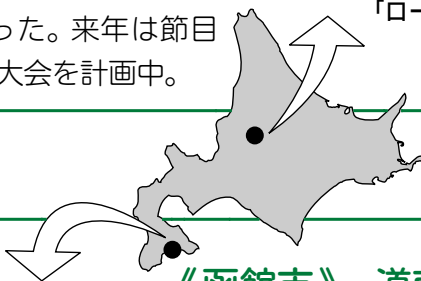 った。来年は節目
大会を計画中。
「ロー
《函館市》 道